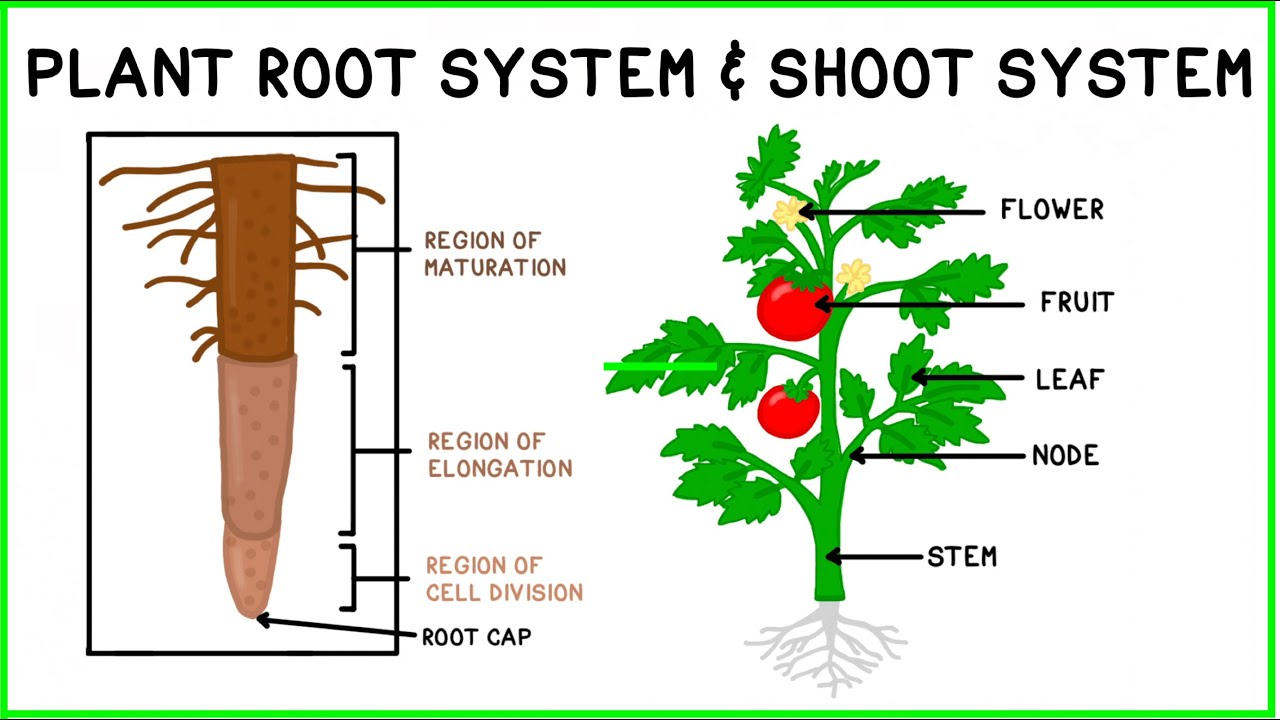 PLANT ROOT SYSTEM & SHOOT SYSTEM
REGION OF
MATURATION
REGION OF
ELONGATION
REGION OF
CELL DIVISION
ROOT CAP
FLOWER
FRUIT
LEAF
NODE
STEM